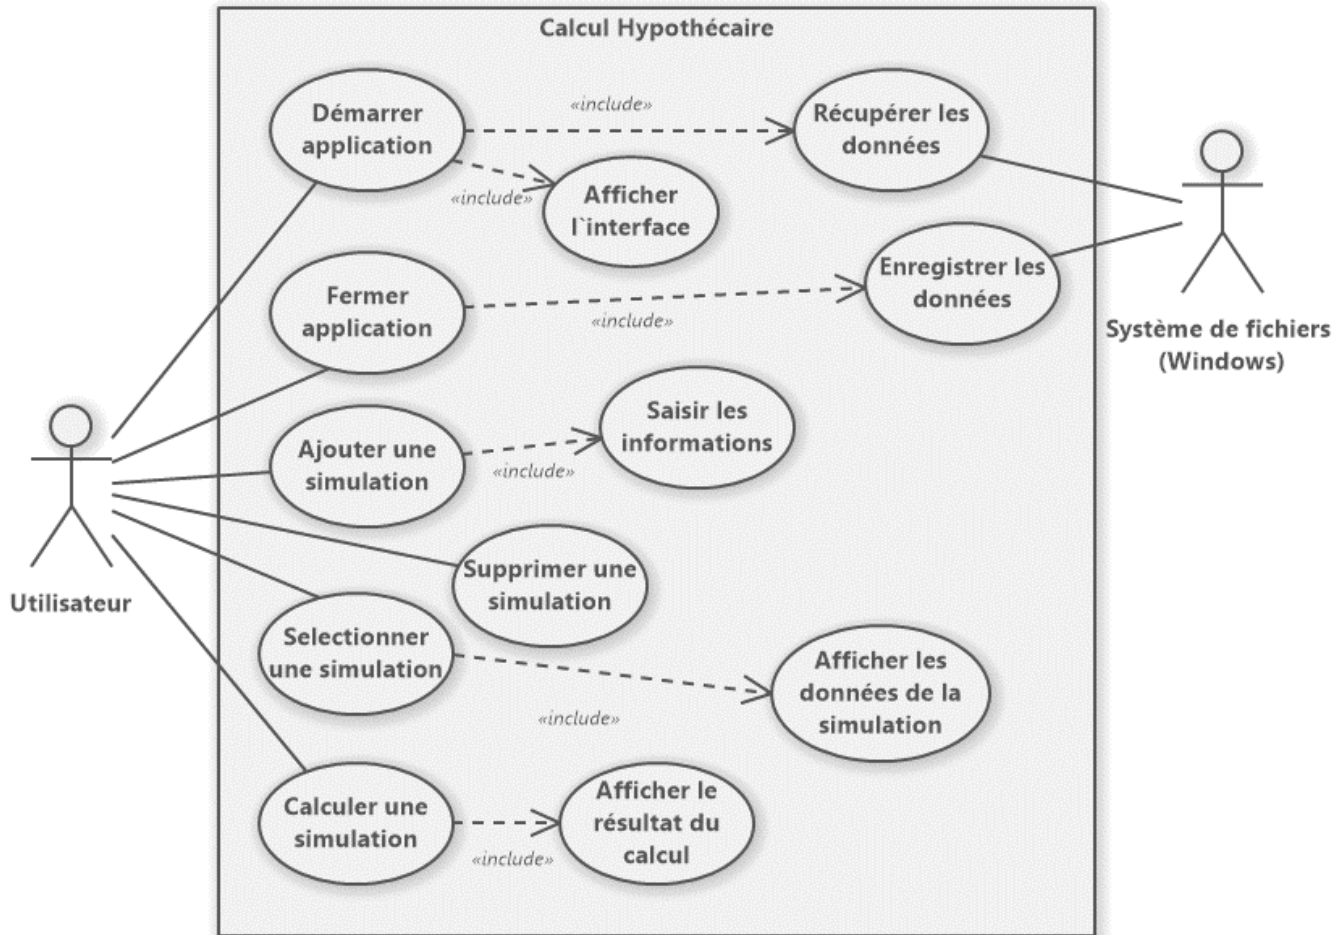 Calcul Hypothécaire
Démarrer
application
«include»
Récupérer les
données
«include»
Afficher
l`interface
Fermer
application
«include»
Enregistrer les
données
Système de fichiers
(Windows)
Utilisateur
Ajouter une
simulation
«include»
Saisir les
informations
Supprimer une
simulation
Selectionner
une simulation
«include»
Afficher les
données de la
simulation
Calculer une
simulation
«include»
Afficher le
résultat du
calcul